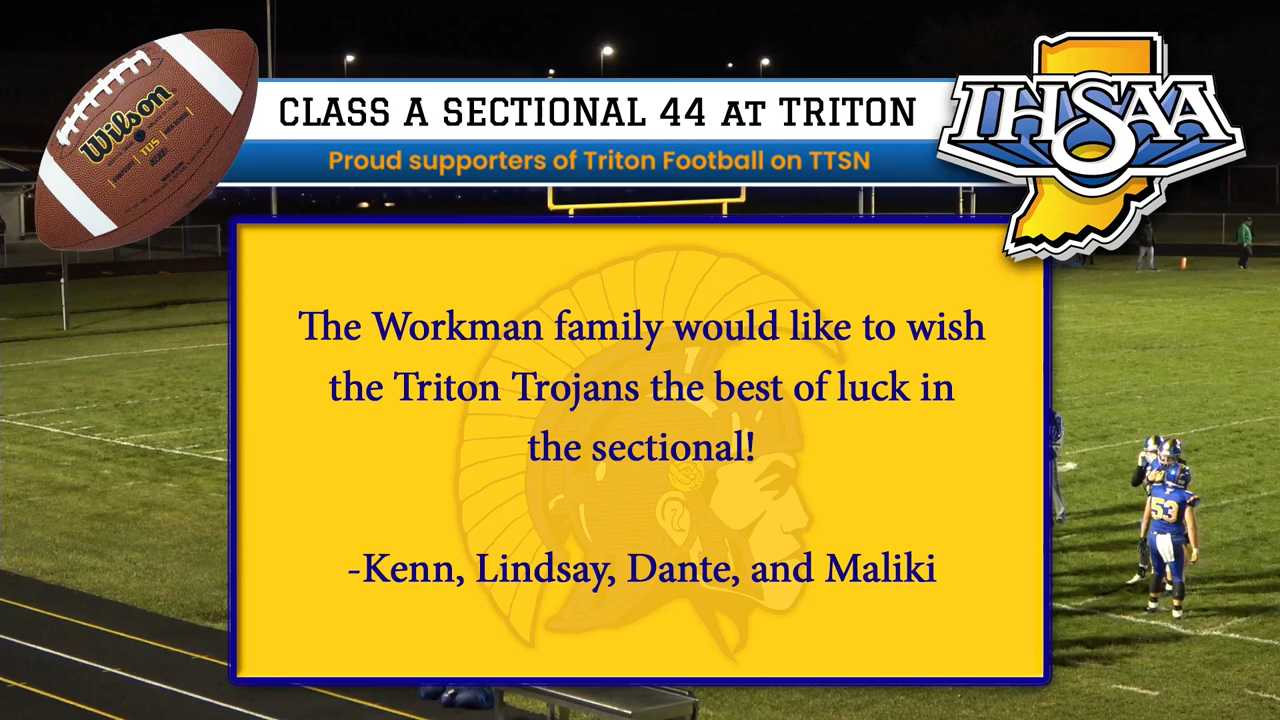 CLASS A SECTIONAL 44 AT TRITON
Proud supporters of Triton Football on TTSN
IHSAA
Wilson
TDS
The Workman family would like to wish
the Triton Trojans the best of luck in
the sectional!
-Kenn, Lindsay, Dante, and Maliki
53